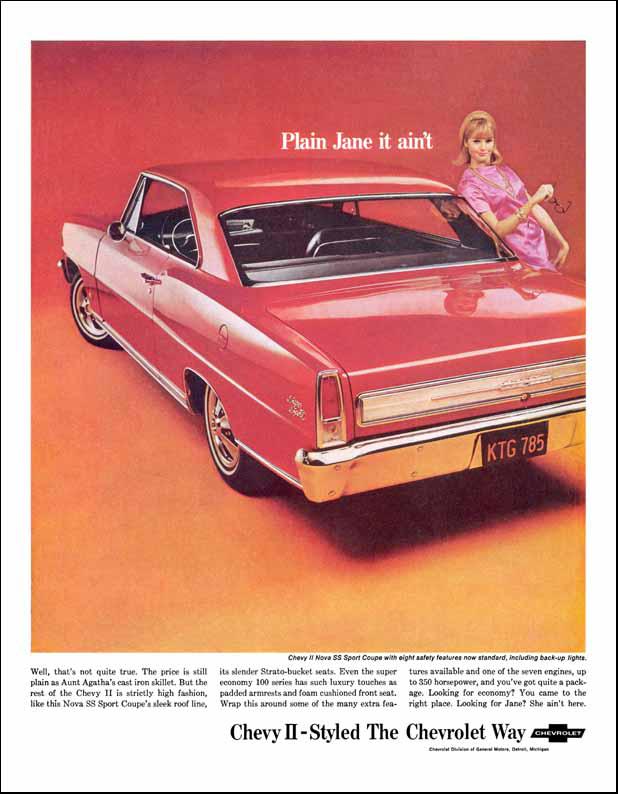 Plain Jane it ain't
KTG 785
Chevy II Nova SS Sport Coupe with eight safety features now standard, including back-up lights.
Well, that's not quite true. The price is still
plain as Aunt Agatha's cast iron skillet. But the
rest of the Chevy II is strictly high fashion,
like this Nova SS Sport Coupe's sleek roof line,
its slender Strato-bucket seats. Even the super
economy 100 series has such luxury touches as
padded armrests and foam cushioned front seat.
Wrap this around some of the many extra fea-
tures available and one of the seven engines, up
to 350 horsepower, and you've got quite a pack-
age. Looking for economy? You came to the
right place. Looking for Jane? She ain't here.
Chevy II - Styled The Chevrolet Way
CHEVROLET
Chevrolet Division of General Motors, Detroit, Michigan